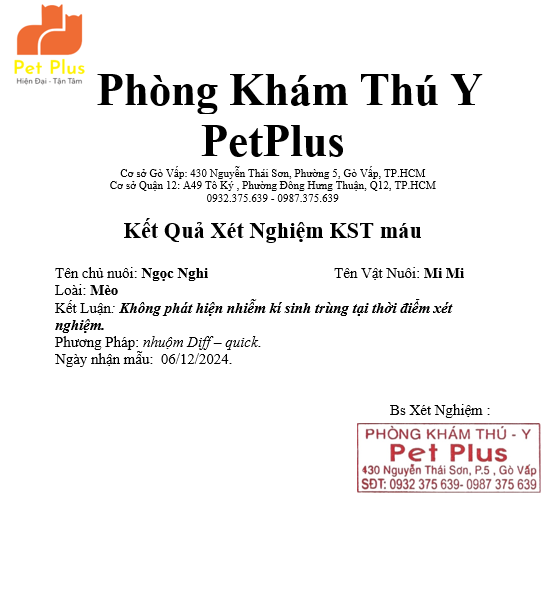 Pet Plus
Hiện Đại - Tận Tâm
Phòng Khám Thú Y
PetPlus
Cơ sở Gò Vấp: 430 Nguyễn Thái Sơn, Phường 5, Gò Vấp, TP.HCM
Cơ sở Quận 12: A49 Tô Ký , Phường Đông Hưng Thuận, Q12, TP.HCM
0932.375.639 - 0987.375.639
Kết Quả Xét Nghiệm KST máu
Tên chủ nuôi: Ngọc Nghi Tên Vật Nuôi: Mi Mi
Loài: Mèo
Kết Luận: Không phát hiện nhiễm kí sinh trùng tại thời điểm xét
nghiệm.
Phương Pháp: nhuộm Diff – quick.
Ngày nhận mẫu: 06/12/2024.
Bs Xét Nghiệm :
PHÒNG KHÁM THÚ - Y
Pet Plus
430 Nguyễn Thái Sơn, P.5 , Gò Vấp
SĐT: 0932 375 639- 0987 375 639